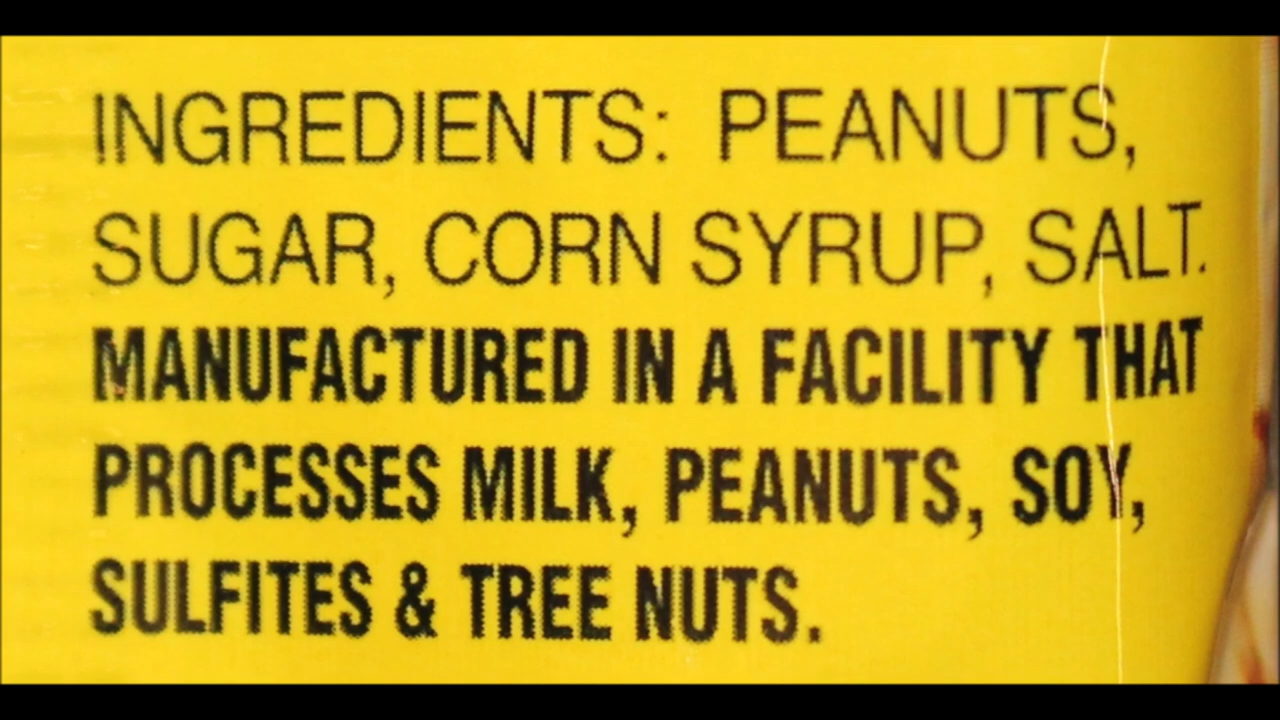 INGREDIENTS: PEANUTS,
SUGAR, CORN SYRUP, SALT.
MANUFACTURED IN A FACILITY THAT
PROCESSES MILK, PEANUTS, SOY,
SULFITES & TREE NUTS.